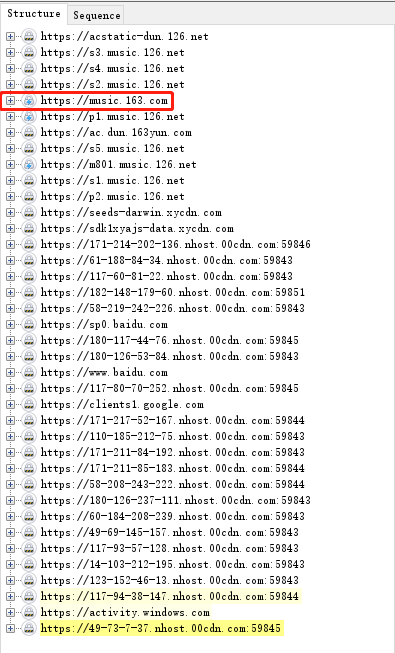 Structure Sequence
https://acstatic-dun.126.net
https://s3.music.126.net
https://s4.music.126.net
https://s2.music.126.net
https://music.163.com
https://p1.music.126.net
https://ac.dun.163yun.com
https://s5.music.126.net
https://m801.music.126.net
https://s1.music.126.net
https://p2.music.126.net
https://seeds-darwin.xycdn.com
https://sdk1xyajs-data.xycdn.com
https://171-214-202-136.nhost.00cdn.com:59846
https://61-188-84-34.nhost.00cdn.com:59843
https://117-60-81-22.nhost.00cdn.com:59843
https://182-148-179-60.nhost.00cdn.com:59851
https://58-219-242-226.nhost.00cdn.com:59843
https://sp0.baidu.com
https://180-117-44-76.nhost.00cdn.com:59845
https://180-126-53-84.nhost.00cdn.com:59843
https://www.baidu.com
https://117-80-70-252.nhost.00cdn.com:59845
https://clients1.google.com
https://171-217-52-167.nhost.00cdn.com:59844
https://110-185-212-75.nhost.00cdn.com:59843
https://171-211-84-192.nhost.00cdn.com:59843
https://171-211-85-183.nhost.00cdn.com:59844
https://58-208-243-222.nhost.00cdn.com:59844
https://180-126-237-111.nhost.00cdn.com:59843
https://60-184-208-239.nhost.00cdn.com:59843
https://49-69-145-157.nhost.00cdn.com:59843
https://117-93-57-128.nhost.00cdn.com:59843
https://14-103-212-195.nhost.00cdn.com:59843
https://123-152-46-13.nhost.00cdn.com:59843
https://117-94-38-147.nhost.00cdn.com:59844
https://activity.windows.com
https://49-73-7-37.nhost.00cdn.com:59845